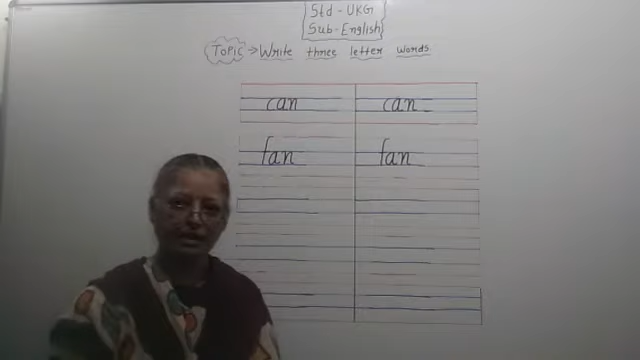 Std - UKG
Sub - English
TOPIC → Write three letter words.
can can
fan fan